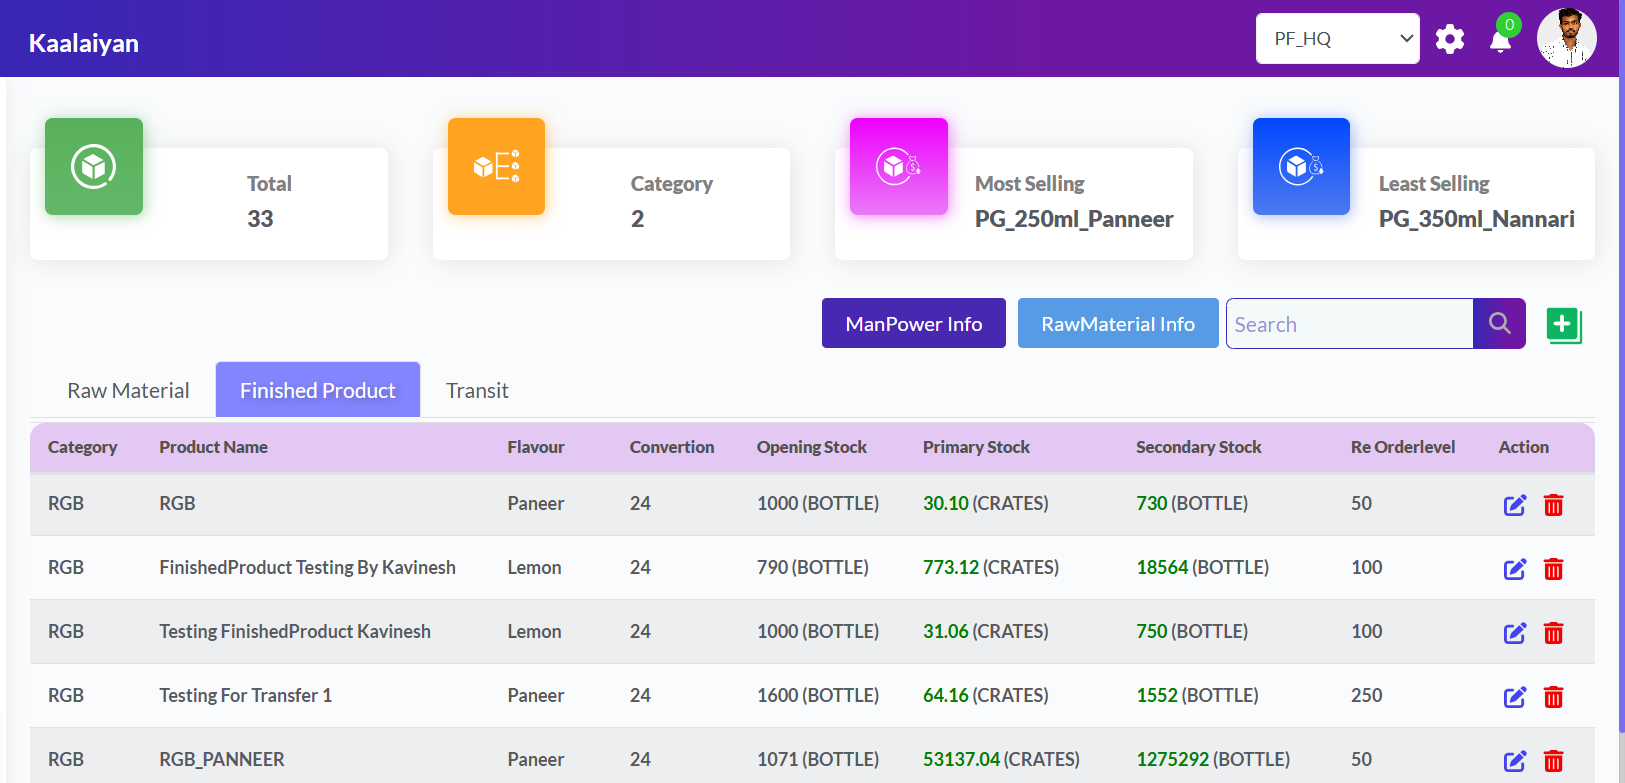 Kaalaiyan
PF_HQ
0
Total
33
Category
2
Most Selling
PG_250ml_Panneer
Least Selling
PG_350ml_Nannari
ManPower Info
RawMaterial Info
Search
Raw Material
Finished Product
Transit
Category Product Name Flavour Convertion Opening Stock Primary Stock Secondary Stock Re Orderlevel Action
RGB RGB Paneer 24 1000 (BOTTLE) 30.10 (CRATES) 730 (BOTTLE) 50
RGB FinishedProduct Testing By Kavinesh Lemon 24 790 (BOTTLE) 773.12 (CRATES) 18564 (BOTTLE) 100
RGB Testing FinishedProduct Kavinesh Lemon 24 1000 (BOTTLE) 31.06 (CRATES) 750 (BOTTLE) 100
RGB Testing For Transfer 1 Paneer 24 1600 (BOTTLE) 64.16 (CRATES) 1552 (BOTTLE) 250
RGB RGB_PANNEER Paneer 24 1071 (BOTTLE) 53137.04 (CRATES) 1275292 (BOTTLE) 50